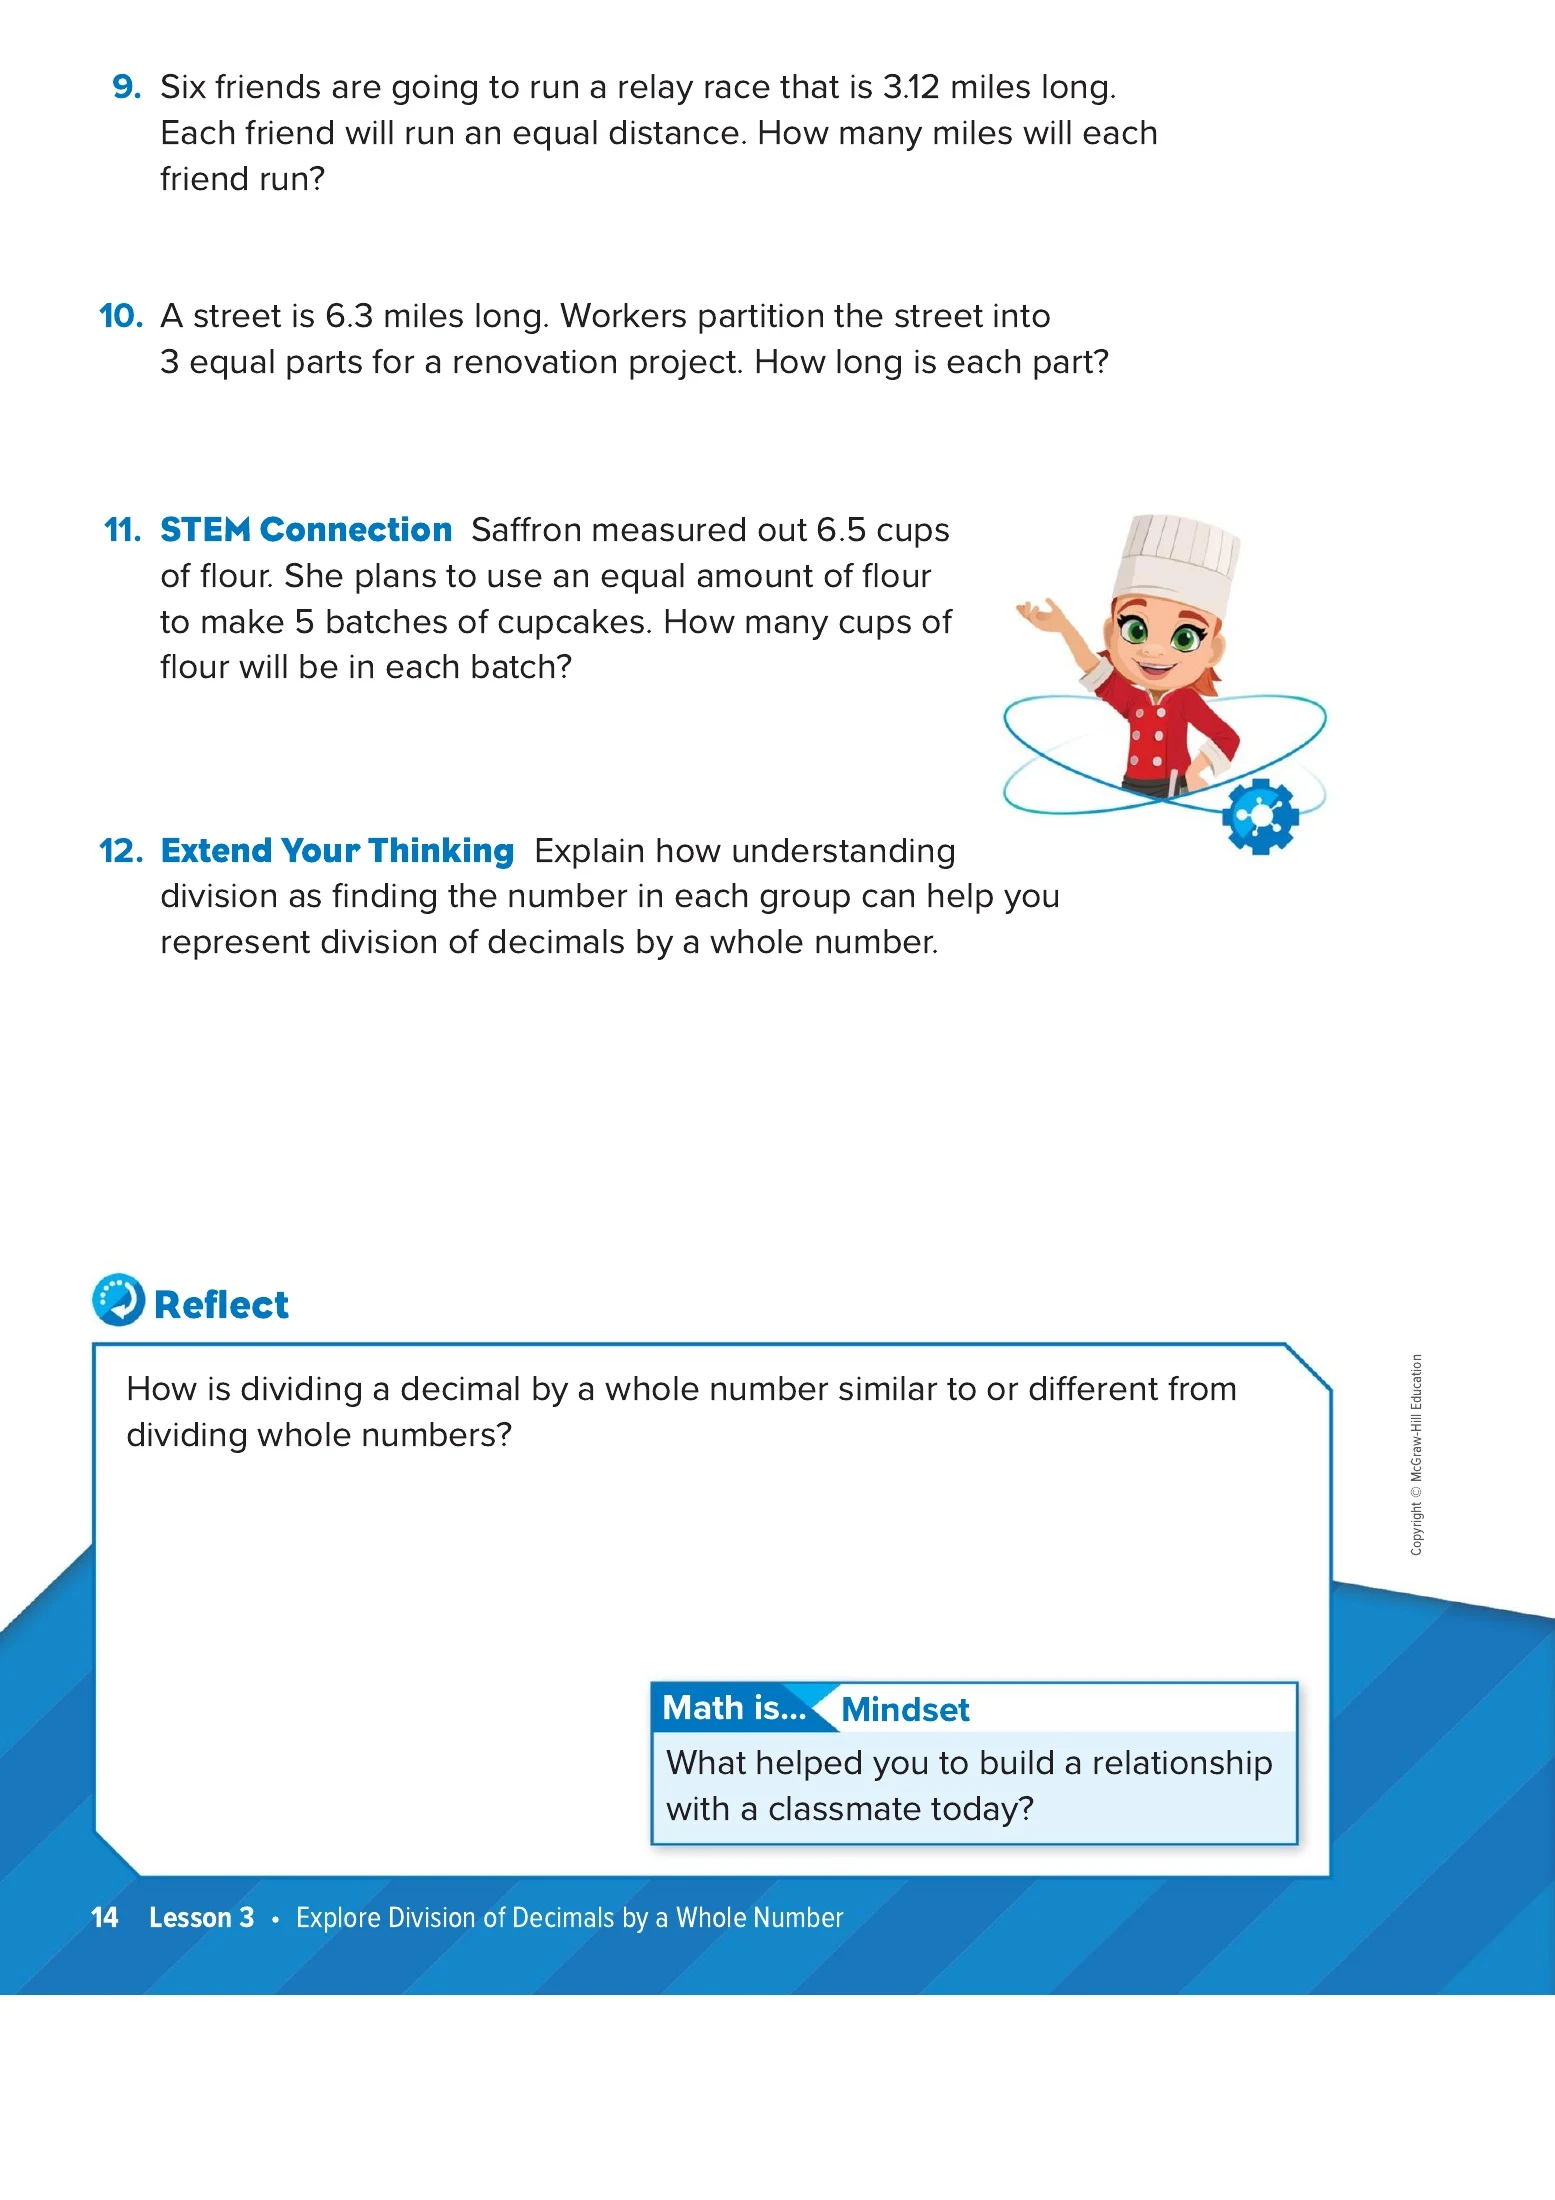 9. Six friends are going to run a relay race that is 3.12 miles long.
Each friend will run an equal distance. How many miles will each
friend run?
10. A street is 6.3 miles long. Workers partition the street into
3 equal parts for a renovation project. How long is each part?
11. STEM Connection Saffron measured out 6.5 cups
of flour. She plans to use an equal amount of flour
to make 5 batches of cupcakes. How many cups of
flour will be in each batch?
12. Extend Your Thinking Explain how understanding
division as finding the number in each group can help you
represent division of decimals by a whole number.
Reflect
How is dividing a decimal by a whole number similar to or different from
dividing whole numbers?
Math is... Mindset
What helped you to build a relationship
with a classmate today?
Copyright © McGraw-Hill Education
14 Lesson 3 • Explore Division of Decimals by a Whole Number